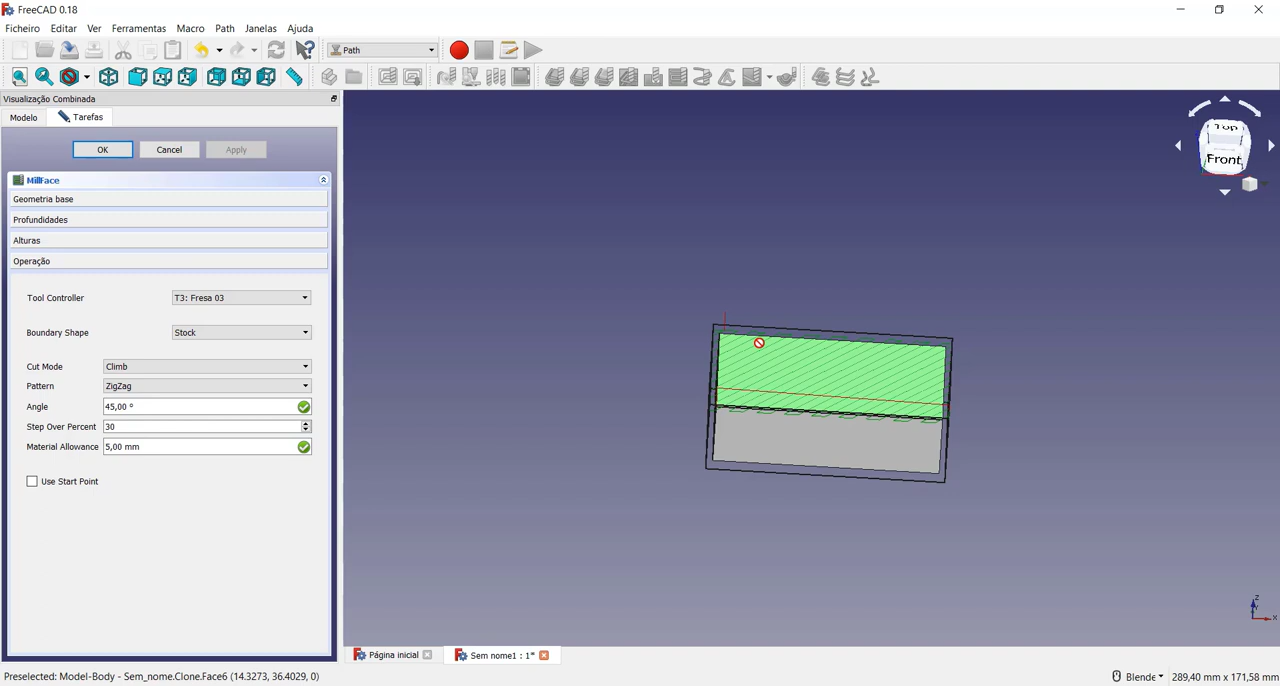 FreeCAD 0.18
Ficheiro Editar Ver Ferramentas Macro Path Janelas Ajuda
Path
Visualização Combinada
Modelo Tarefas
OK Cancel Apply
MillFace
Geometria base
Profundidades
Alturas
Operação
Tool Controller T3: Fresa 03
Boundary Shape Stock
Cut Mode Climb
Pattern ZigZag
Angle 45,00 °
Step Over Percent 30
Material Allowance 5,00 mm
Use Start Point
Top
Front
Z
Y
X
Página inicial Sem nome1 : 1*
Preselected: Model-Body - Sem_nome.Clone.Face6 (14.3273, 36.4029, 0) Blende 289,40 mm x 171,58 mm